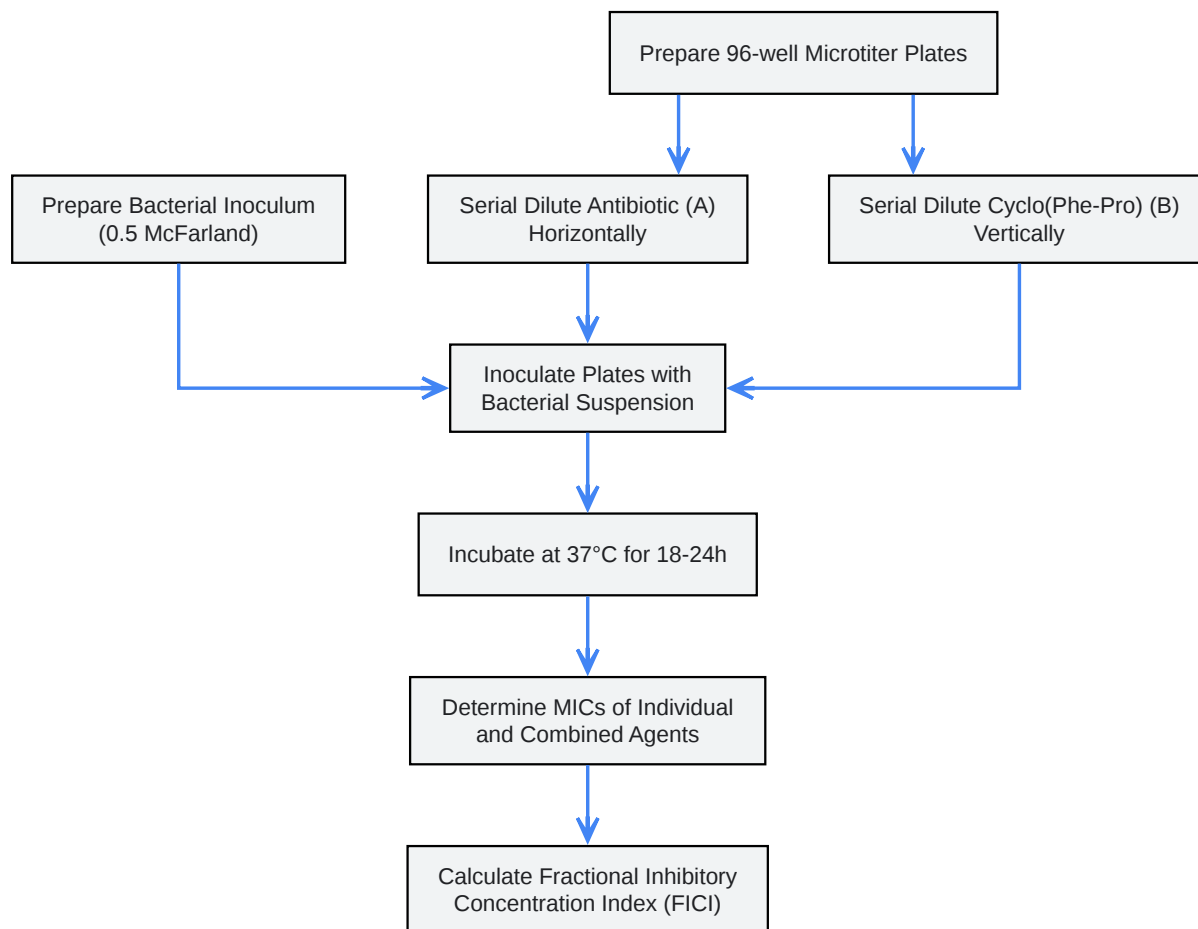 Prepare 96-well Microtiter Plates
Prepare Bacterial Inoculum
(0.5 McFarland)
Serial Dilute Antibiotic (A)
Horizontally
Serial Dilute Cyclo(Phe-Pro) (B)
Vertically
Inoculate Plates with
Bacterial Suspension
Incubate at 37°C for 18-24h
Determine MICs of Individual
and Combined Agents
Calculate Fractional Inhibitory
Concentration Index (FICI)